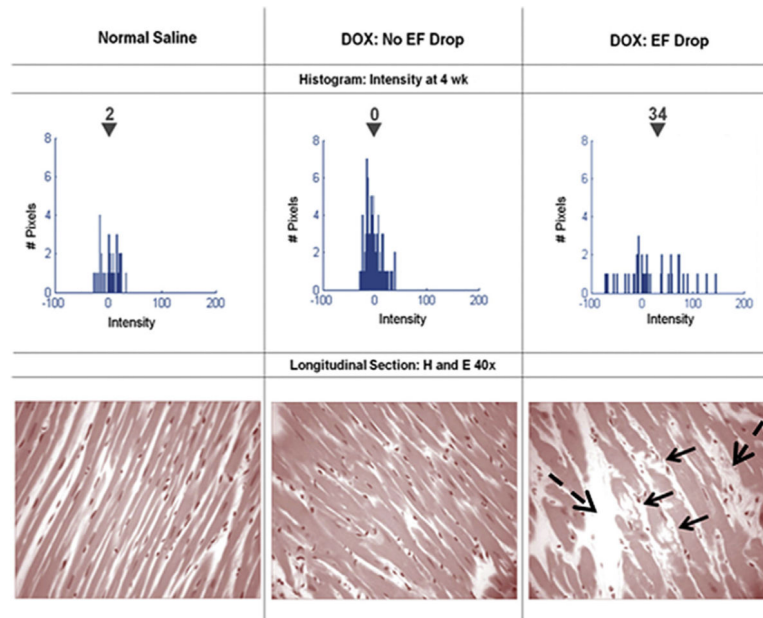 Normal Saline
DOX: No EF Drop
DOX: EF Drop
Histogram: Intensity at 4 wk
2
8
6
4
2
0
-100
0
100
200
# Pixels
Intensity
0
8
6
4
2
0
-100
0
100
200
# Pixels
Intensity
34
8
6
4
2
0
-100
0
100
200
# Pixels
Intensity
Longitudinal Section: H and E 40x